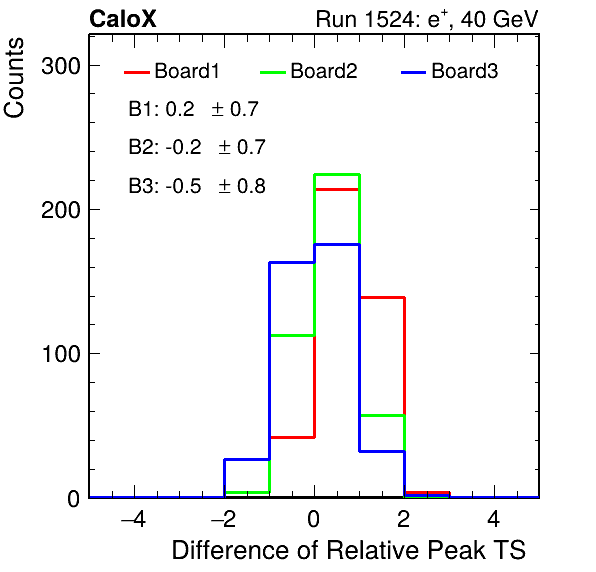 CaloX Run 1524: e⁺, 40 GeV
Counts
Board1 Board2 Board3
B1: 0.2 ± 0.7
B2: -0.2 ± 0.7
B3: -0.5 ± 0.8
300
200
100
0
−4 −2 0 2 4
Difference of Relative Peak TS